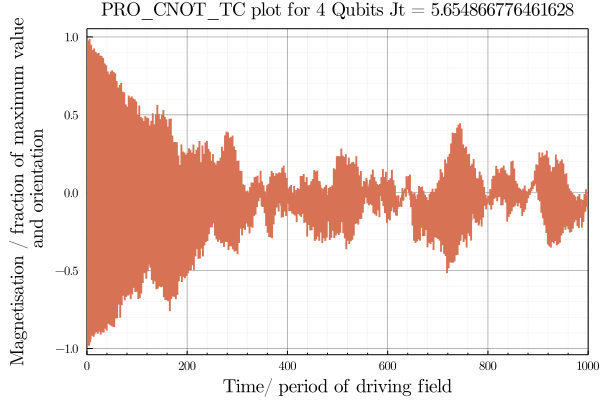 PRO_CNOT_TC plot for 4 Qubits Jt = 5.654866776461628
Magnetisation / fraction of maximum value
and orientation
1.0
0.5
0.0
−0.5
−1.0
0 200 400 600 800 1000
Time/ period of driving field